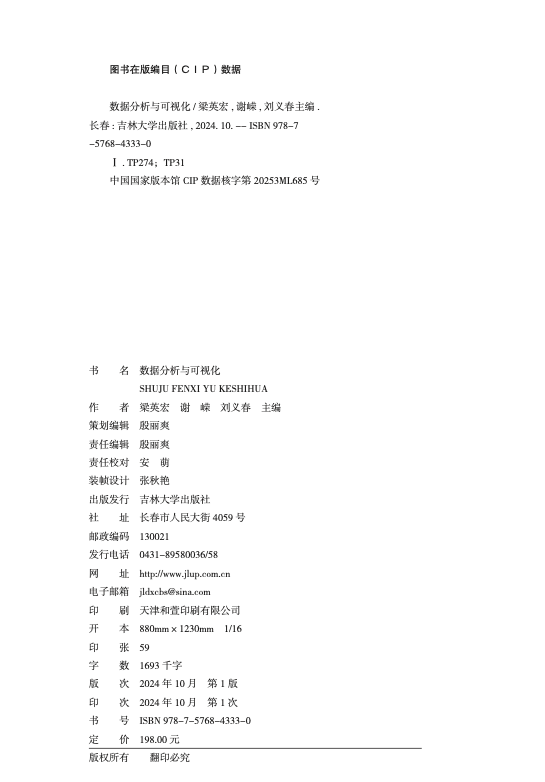 图书在版编目（CIP）数据
数据分析与可视化 / 梁英宏 , 谢嵘 , 刘义春主编 .
长春 : 吉林大学出版社 , 2024. 10. -- ISBN 978-7
-5768-4333-0
Ⅰ . TP274；TP31
中国国家版本馆 CIP 数据核字第 20253ML685 号
书　　名　数据分析与可视化
SHUJU FENXI YU KESHIHUA
作　　者　梁英宏　谢　嵘　刘义春　主编
策划编辑　殷丽爽
责任编辑　殷丽爽
责任校对　安　萌
装帧设计　张秋艳
出版发行　吉林大学出版社
社　　址　长春市人民大街 4059 号
邮政编码　130021
发行电话　0431-89580036/58
网　　址　http://www.jlup.com.cn
电子邮箱　jldxcbs@sina.com
印　　刷　天津和萱印刷有限公司
开　　本　880mm × 1230mm　1/16
印　　张　59
字　　数　1693 千字
版　　次　2024 年 10 月　第 1 版
印　　次　2024 年 10 月　第 1 次
书　　号　ISBN 978-7-5768-4333-0
定　　价　198.00 元
版权所有　　翻印必究